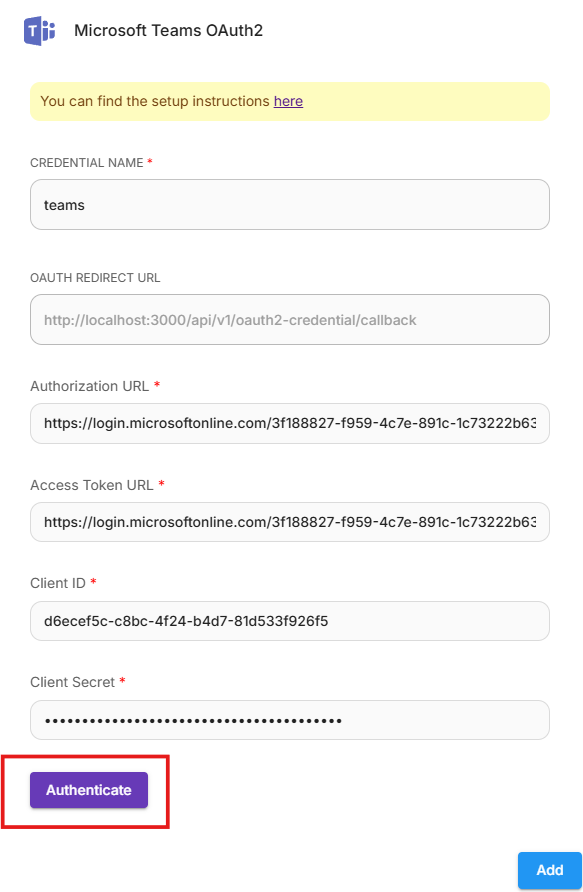 Microsoft Teams OAuth2
You can find the setup instructions here
CREDENTIAL NAME *
teams
OAUTH REDIRECT URL
http://localhost:3000/api/v1/oauth2-credential/callback
Authorization URL *
https://login.microsoftonline.com/3f188827-f959-4c7e-891c-1c73222b63
Access Token URL *
https://login.microsoftonline.com/3f188827-f959-4c7e-891c-1c73222b63
Client ID *
d6ecef5c-c8bc-4f24-b4d7-81d533f926f5
Client Secret *
••••••••••••••••••••••••••••••••••••••••
Authenticate
Add